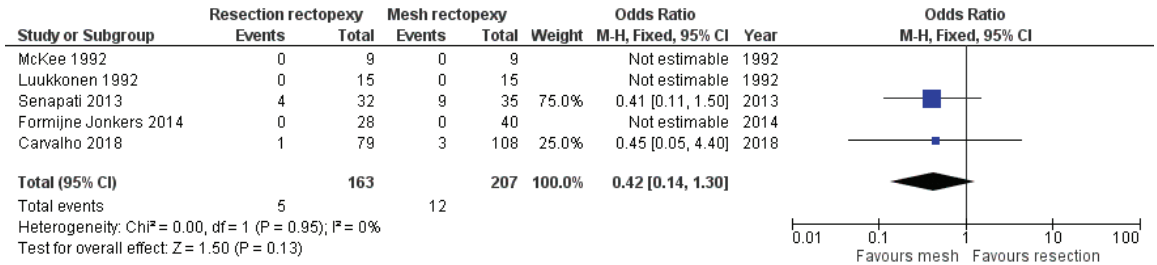 Resection rectopexy Mesh rectopexy Odds Ratio Odds Ratio
Study or Subgroup Events Total Events Total Weight M-H, Fixed, 95% CI Year M-H, Fixed, 95% CI
McKee 1992 0 9 0 9 Not estimable 1992
Luukkonen 1992 0 15 0 15 Not estimable 1992
Senapati 2013 4 32 9 35 75.0% 0.41 [0.11, 1.50] 2013
Formijne Jonkers 2014 0 28 0 40 Not estimable 2014
Carvalho 2018 1 79 3 108 25.0% 0.45 [0.05, 4.40] 2018
Total (95% CI) 163 207 100.0% 0.42 [0.14, 1.30]
Total events 5 12
Heterogeneity: Chi² = 0.00, df = 1 (P = 0.95); I² = 0%
Test for overall effect: Z = 1.50 (P = 0.13)
0.01 0.1 1 10 100
Favours mesh Favours resection